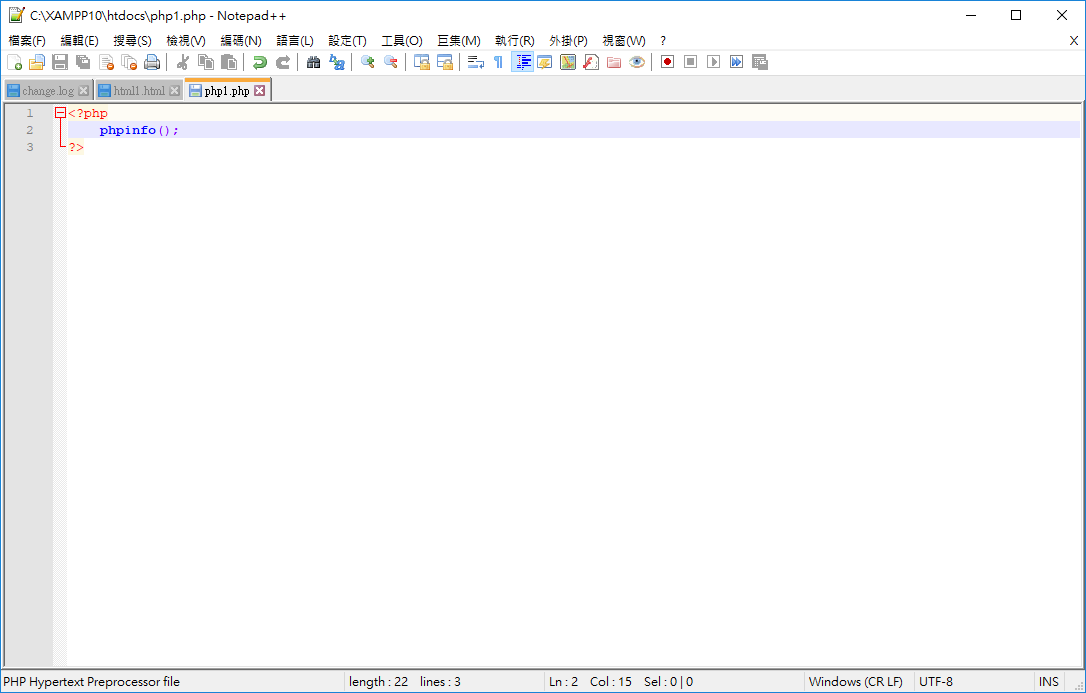 C:\XAMPP10\htdocs\php1.php - Notepad++
檔案(F) 編輯(E) 搜尋(S) 檢視(V) 編碼(N) 語言(L) 設定(T) 工具(O) 巨集(M) 執行(R) 外掛(P) 視窗(W) ? X
change.log html1.html php1.php
1 <?php
2 phpinfo();
3 ?>
PHP Hypertext Preprocessor file length : 22 lines : 3 Ln : 2 Col : 15 Sel : 0 | 0 Windows (CR LF) UTF-8 INS